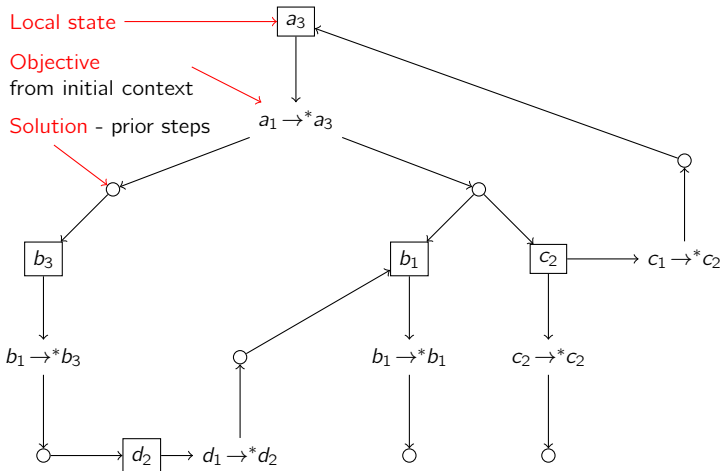 Local state
a₃
Objective
from initial context
a₁ →* a₃
Solution - prior steps
b₃
b₁
c₂
c₁ →* c₂
b₁ →* b₃
b₁ →* b₁
c₂ →* c₂
d₂
d₁ →* d₂